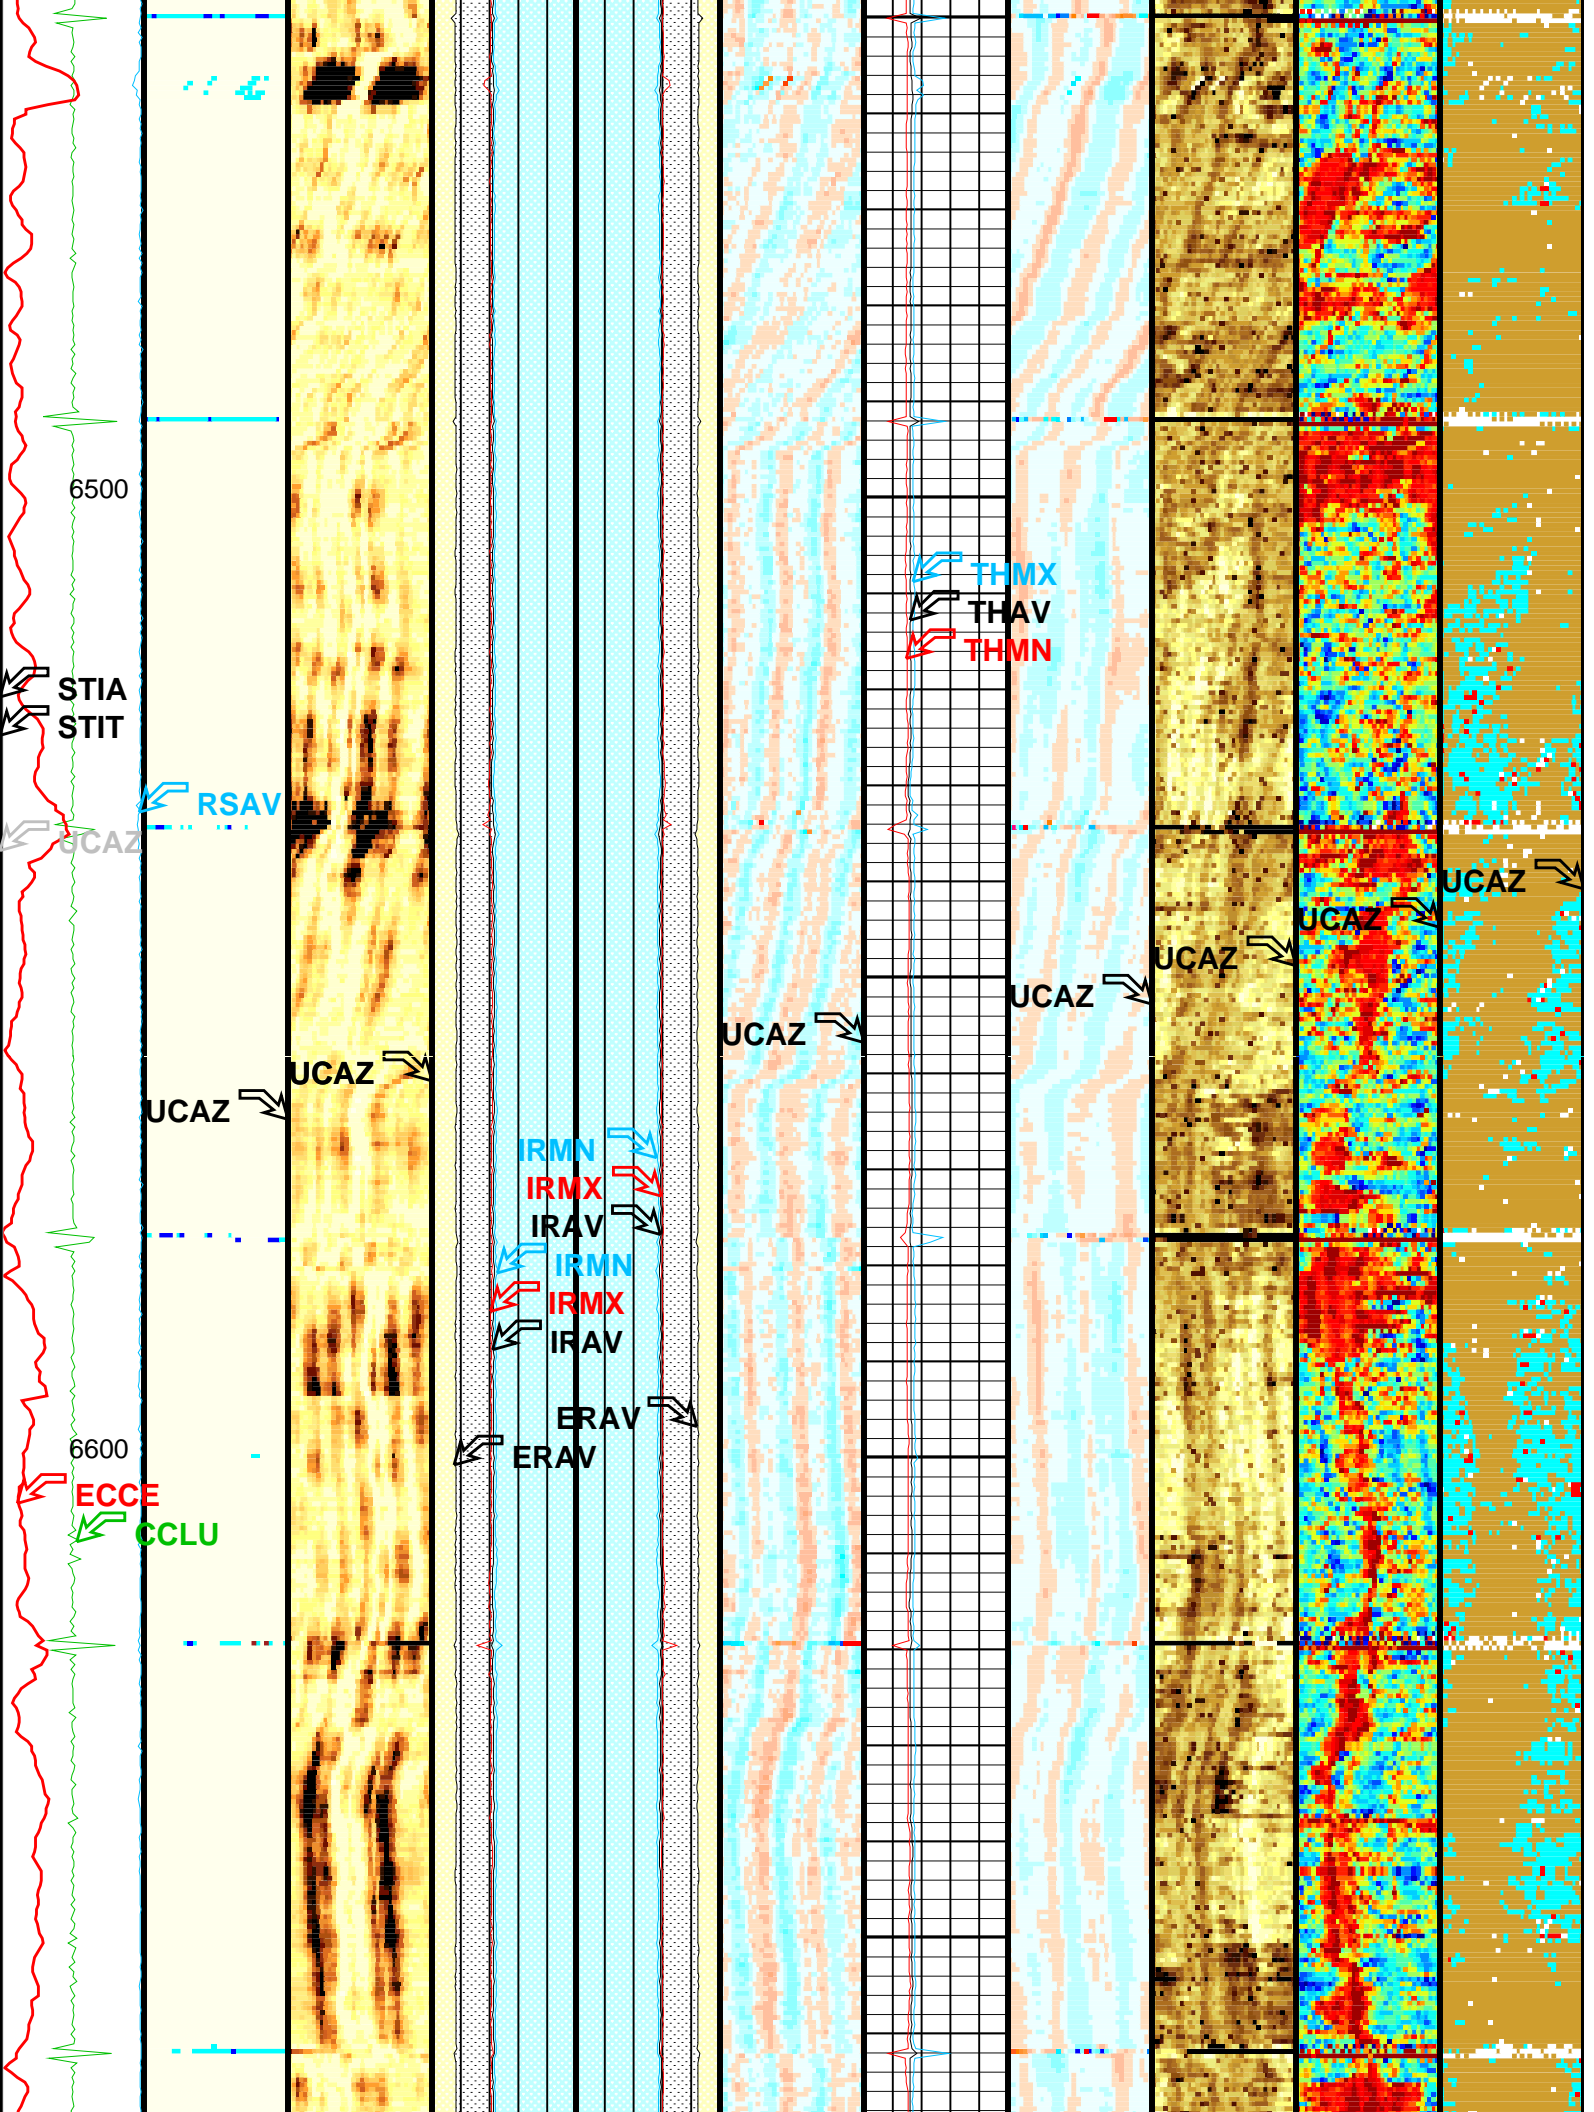 6500
THMX
THAV
THMN
STIA
STIT
RSAV
UCAZ
UCAZ
UCAZ
UCAZ
UCAZ
UCAZ
UCAZ
UCAZ
IRMN
IRMX
IRAV
IRMN
IRMX
IRAV
ERAV
6600
ERAV
ECCE
CCLU